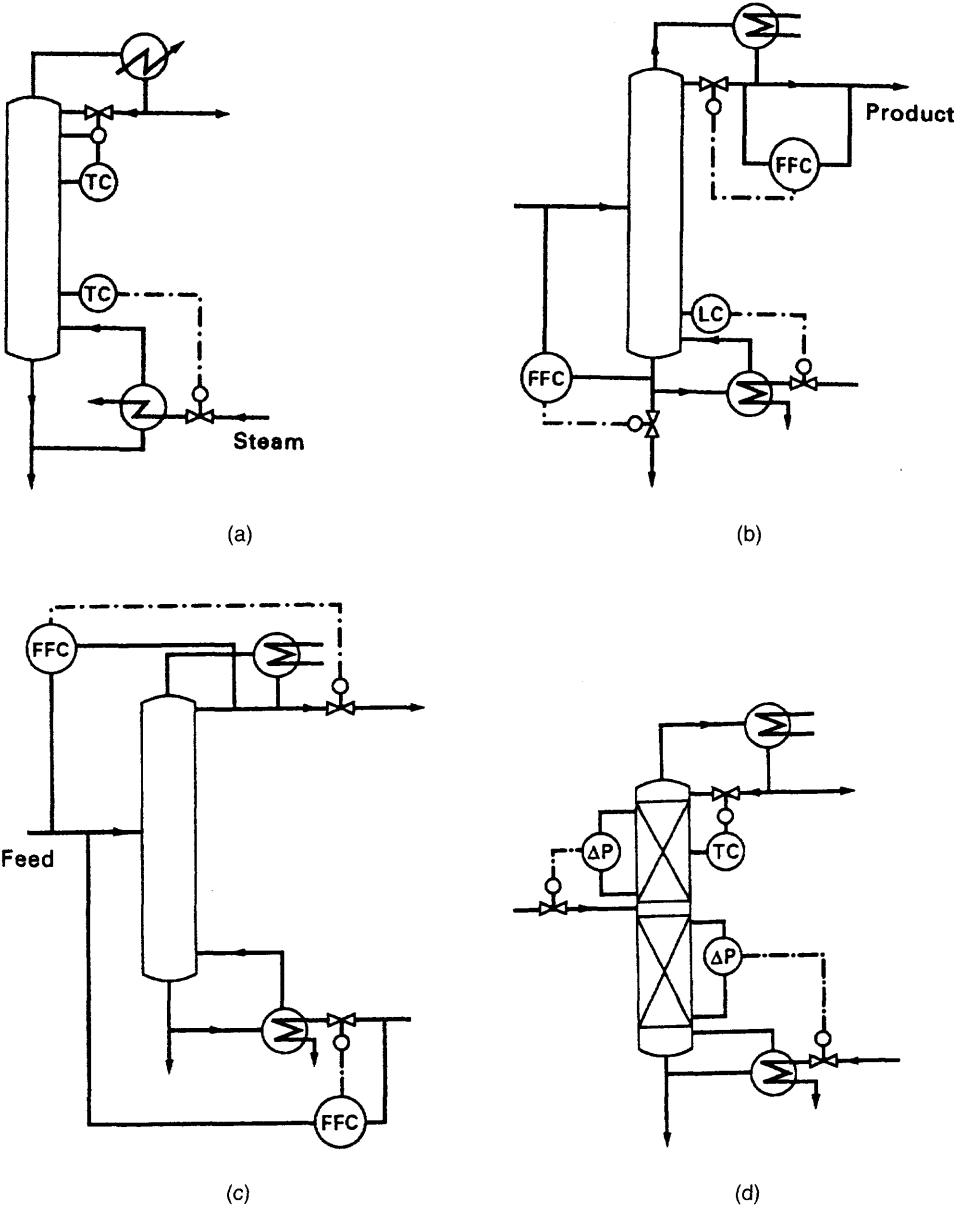 TC
TC
Steam
(a)
Product
FFC
LC
FFC
(b)
FFC
Feed
FFC
(c)
ΔP
TC
ΔP
(d)